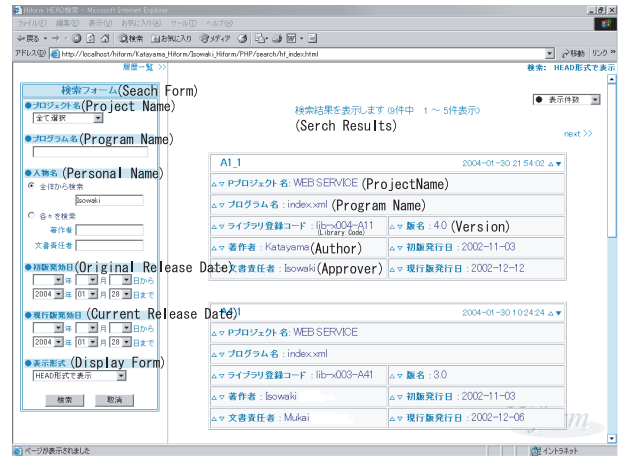 Hiform HEAD検索 - Microsoft Internet Explorer
ファイル(F) 編集(E) 表示(V) お気に入り(A) ツール(T) ヘルプ(H)
戻る 検索 お気に入り メディア
アドレス(D) http://localhost/hiform/Katayama_Hiform/Isowaki_Hiform/PHP/search/hf_index.html 移動 リンク »
履歴一覧 >>
検索: HEAD形式で表示
検索フォーム(Seach Form)
●プロジェクト名(Project Name)
全て選択
●プログラム名(Program Name)
●人物名(Personal Name)
全体から検索
Isowaki
各々を検索
著作者
文書責任者
●初版発効日(Original Release Date)
年 月 日から
2004 年 01 月 28 日まで
●現行版発効日(Current Release Date)
年 月 日から
2004 年 01 月 28 日まで
●表示形式(Display Form)
HEAD形式で表示
検索 取消
● 表示件数
検索結果を表示します (9件中 1 ～ 5件表示)
(Serch Results)
next >>
A1_1 2004-01-30 21:54:02 ▲▼
△▽ Pプロジェクト名: WEB SERVICE (ProjectName)
△▽ プログラム名 : index.xml (Program Name)
△▽ ライブラリ登録コード : lib-x004-A11 △▽ 版名 : 4.0 (Version)
(Library Code)
△▽ 著作者 : Katayama(Author) △▽ 初版発行日 : 2002-11-03
△▽ 文書責任者 : Isowaki(Approver) △▽ 現行版発行日 : 2002-12-12
2004-01-30 10:24:24 ▲▼
△▽ Pプロジェクト名: WEB SERVICE
△▽ プログラム名 : index.xml
△▽ ライブラリ登録コード : lib-x003-A41 △▽ 版名 : 3.0
△▽ 著作者 : Isowaki △▽ 初版発行日 : 2002-11-03
△▽ 文書責任者 : Mukai △▽ 現行版発行日 : 2002-12-06
ページが表示されました イントラネット